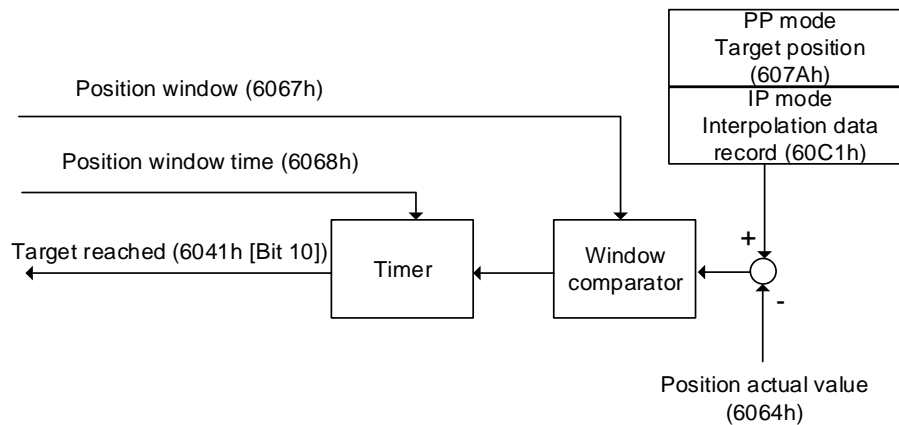 PP mode
Target position
(607Ah)
IP mode
Interpolation data
record (60C1h)
Position window (6067h)
Position window time (6068h)
Target reached (6041h [Bit 10])
Timer
Window
comparator
+
-
Position actual value
(6064h)